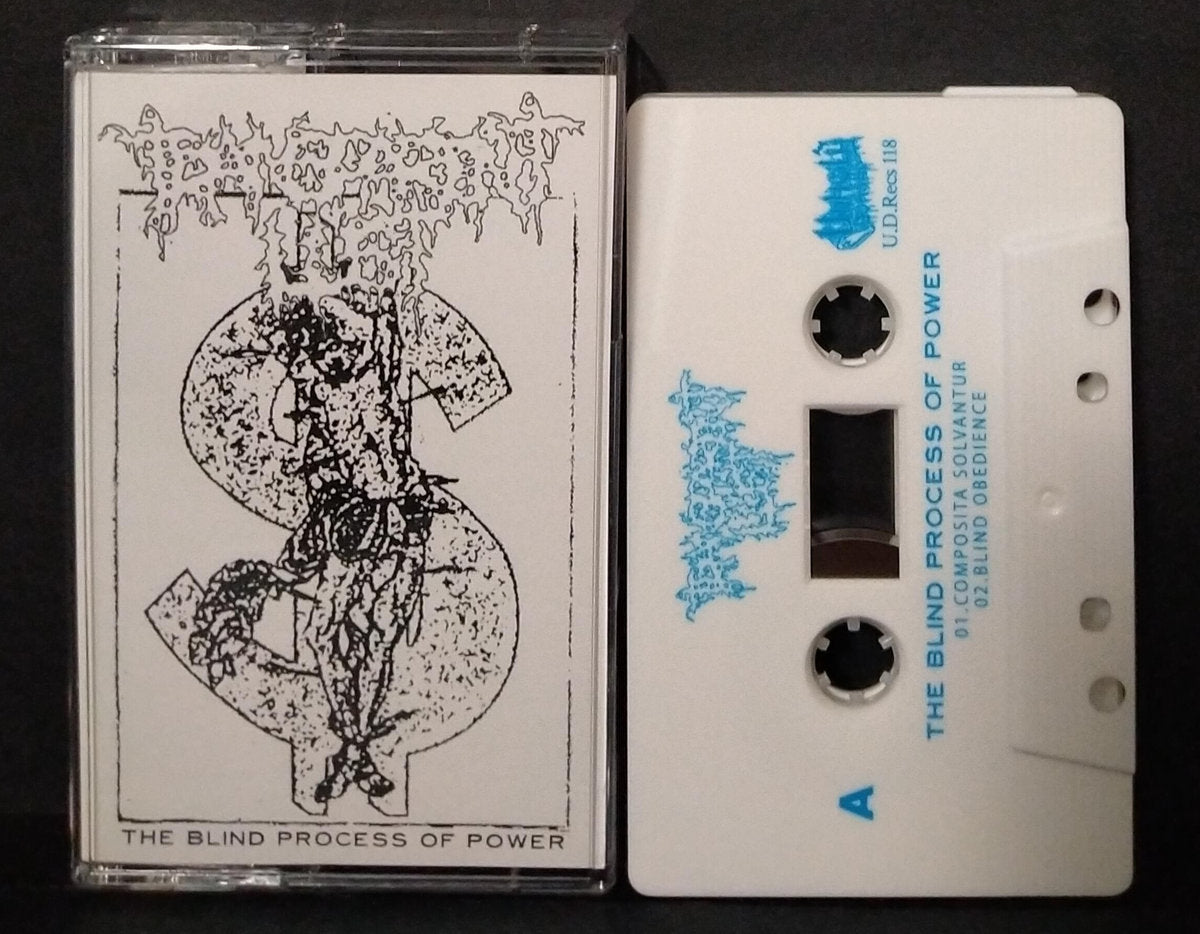 THE BLIND PROCESS OF POWER
U.D.Recs 118
THE BLIND PROCESS OF POWER
01.COMPOSITA SOLVANTUR
02.BLIND OBEDIENCE
A